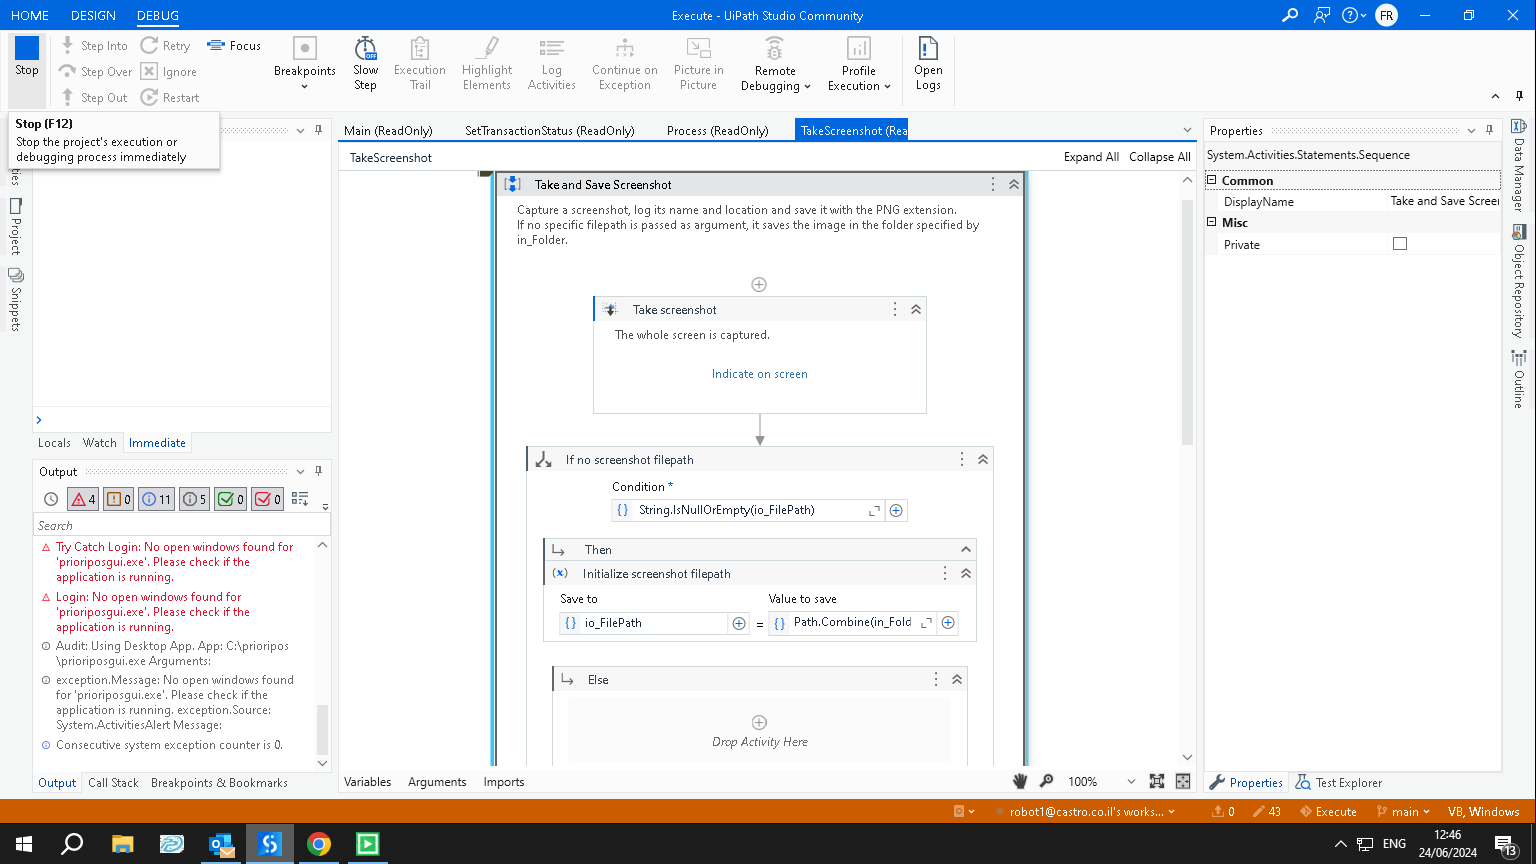 HOME DESIGN DEBUG
Execute - UiPath Studio Community
FR
Stop
Step Into
Step Over
Step Out
Retry
Ignore
Restart
Focus
Breakpoints
Slow
Step
Execution
Trail
Highlight
Elements
Log
Activities
Continue on
Exception
Picture in
Picture
Remote
Debugging
Profile
Execution
Open
Logs
Stop (F12)
Stop the project's execution or
debugging process immediately
Project
Snippets
Locals Watch Immediate
Output
4 0 11 5 0 0
Search
Try Catch Login: No open windows found for
'prioriposgui.exe'. Please check if the
application is running.
Login: No open windows found for
'prioriposgui.exe'. Please check if the
application is running.
Audit: Using Desktop App. App: C:\prioripos
\prioriposgui.exe Arguments:
exception.Message: No open windows found
for 'prioriposgui.exe'. Please check if the
application is running. exception.Source:
System.ActivitiesAlert Message:
Consecutive system exception counter is 0.
Output Call Stack Breakpoints & Bookmarks
Main (ReadOnly) SetTransactionStatus (ReadOnly) Process (ReadOnly) TakeScreenshot (Rea
TakeScreenshot
Expand All Collapse All
Take and Save Screenshot
Capture a screenshot, log its name and location and save it with the PNG extension.
If no specific filepath is passed as argument, it saves the image in the folder specified by
in_Folder.
Take screenshot
The whole screen is captured.
Indicate on screen
If no screenshot filepath
Condition *
String.IsNullOrEmpty(io_FilePath)
Then
Initialize screenshot filepath
Save to Value to save
io_FilePath = Path.Combine(in_Fold
Else
Drop Activity Here
Variables Arguments Imports
100%
Properties
System.Activities.Statements.Sequence
Common
DisplayName Take and Save Screen
Misc
Private
Properties Test Explorer
Data Manager
Object Repository
Outline
robot1@castro.co.il's works...
0 43 Execute main VB, Windows
ENG
12:46
24/06/2024
13